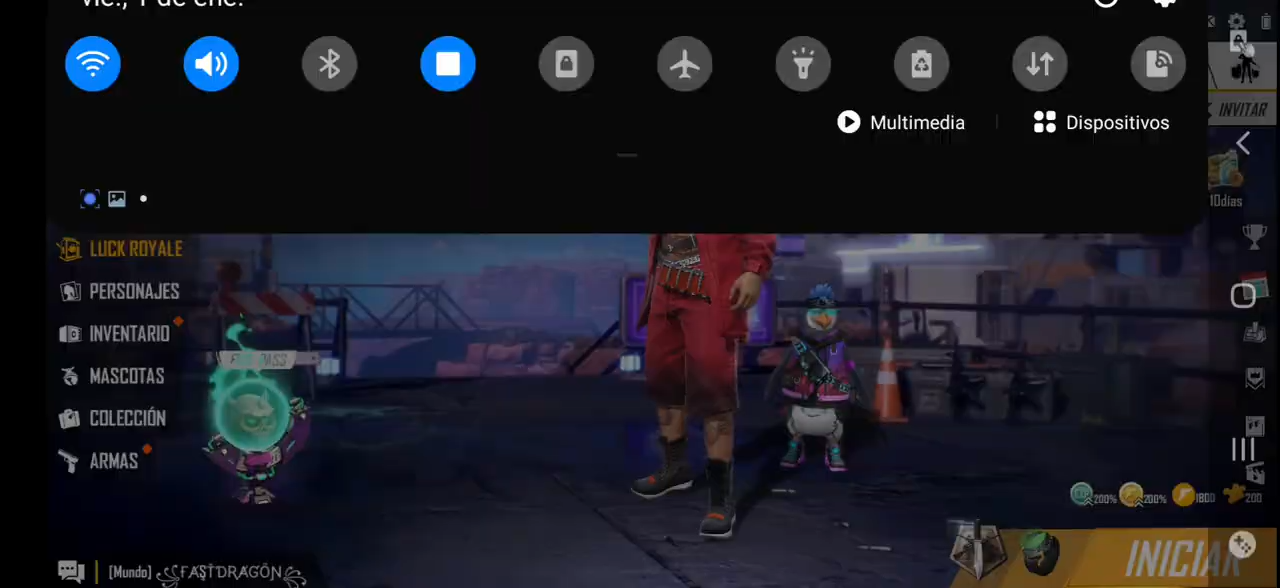 vie., 1 de ene.
Multimedia
Dispositivos
INVITAR
10días
LUCK ROYALE
PERSONAJES
INVENTARIO
MASCOTAS
COLECCIÓN
ARMAS
200%
200%
1800
200
[Mundo] FASTDRAGON
INICIAR